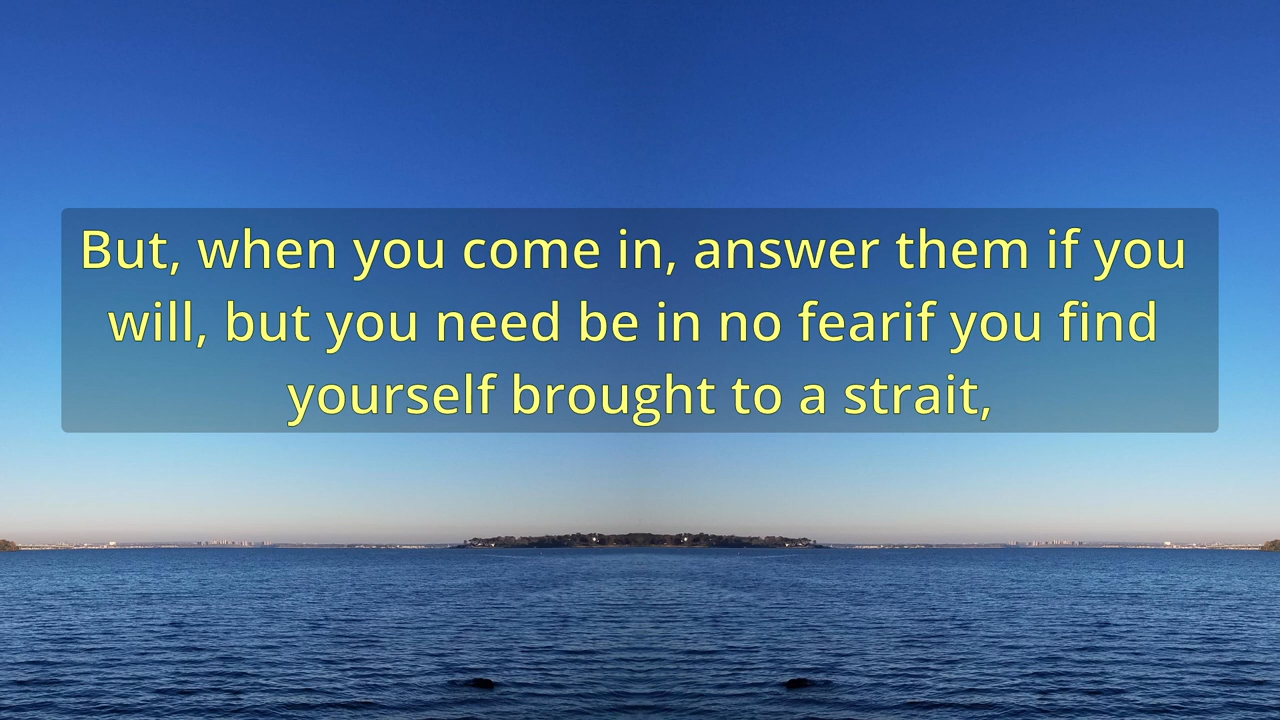 But, when you come in, answer them if you
will, but you need be in no fearif you find
yourself brought to a strait,